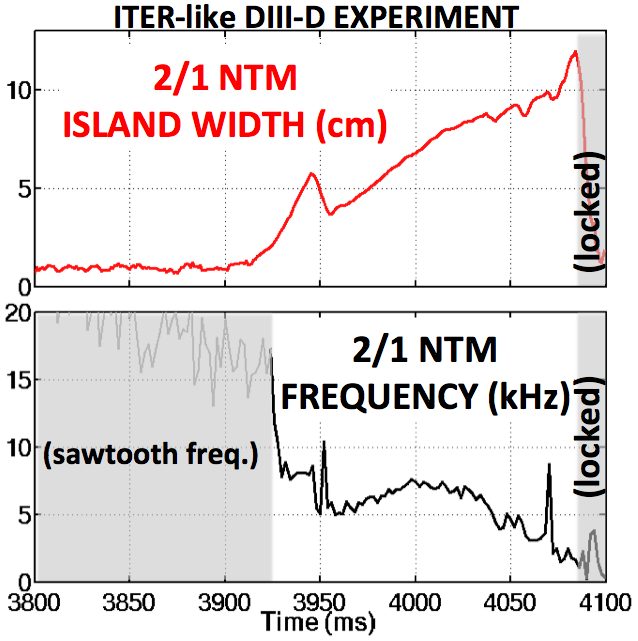 ITER-like DIII-D EXPERIMENT
2/1 NTM
ISLAND WIDTH (cm)
10
5
0
(locked)
20
15
10
5
0
2/1 NTM
FREQUENCY (kHz)
(sawtooth freq.)
(locked)
3800
3850
3900
3950
4000
4050
4100
Time (ms)